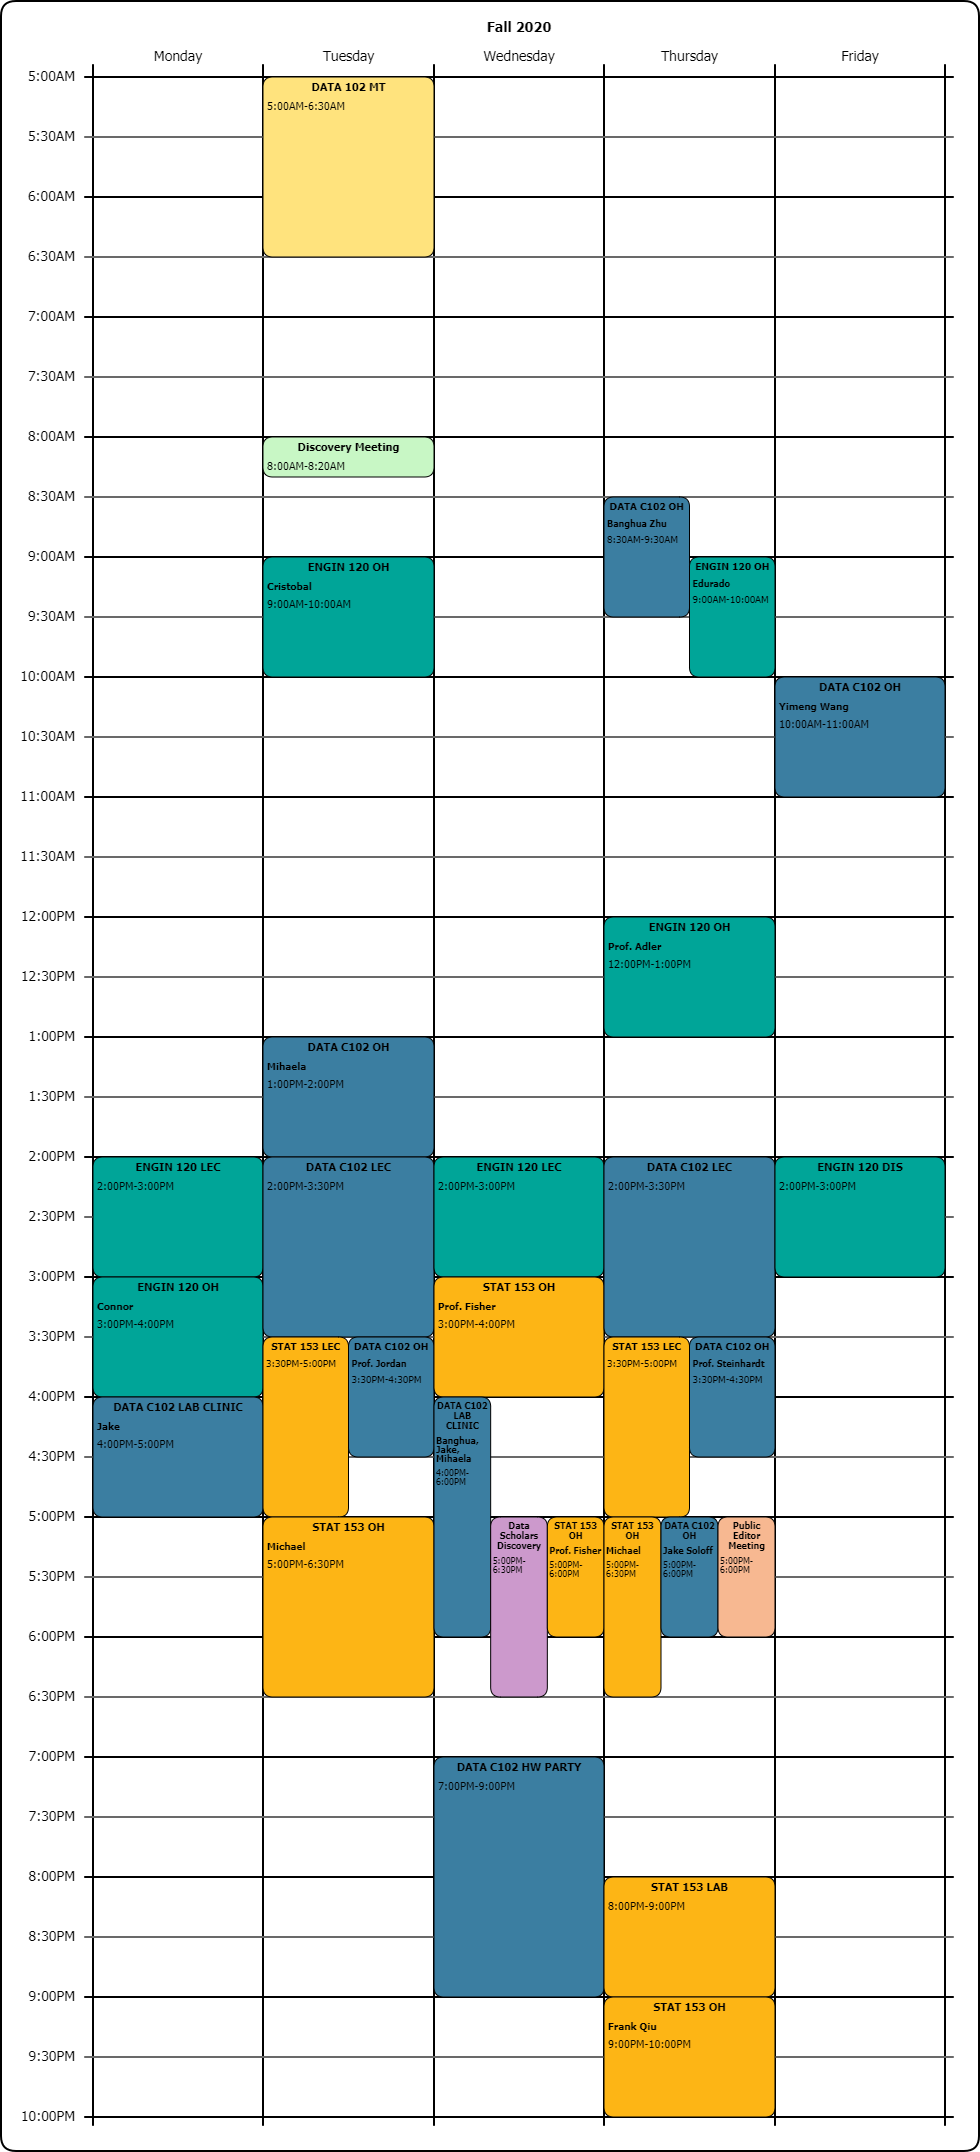 Fall 2020
Monday
Tuesday
Wednesday
Thursday
Friday
5:00AM
5:30AM
6:00AM
6:30AM
7:00AM
7:30AM
8:00AM
8:30AM
9:00AM
9:30AM
10:00AM
10:30AM
11:00AM
11:30AM
12:00PM
12:30PM
1:00PM
1:30PM
2:00PM
2:30PM
3:00PM
3:30PM
4:00PM
4:30PM
5:00PM
5:30PM
6:00PM
6:30PM
7:00PM
7:30PM
8:00PM
8:30PM
9:00PM
9:30PM
10:00PM
ENGIN 120 LEC
2:00PM-3:00PM
ENGIN 120 OH
Connor
3:00PM-4:00PM
DATA C102 LAB CLINIC
Jake
4:00PM-5:00PM
DATA 102 MT
5:00AM-6:30AM
Discovery Meeting
8:00AM-8:20AM
ENGIN 120 OH
Cristobal
9:00AM-10:00AM
DATA C102 OH
Mihaela
1:00PM-2:00PM
DATA C102 LEC
2:00PM-3:30PM
STAT 153 LEC
3:30PM-5:00PM
DATA C102 OH
Prof. Jordan
3:30PM-4:30PM
STAT 153 OH
Michael
5:00PM-6:30PM
ENGIN 120 LEC
2:00PM-3:00PM
STAT 153 OH
Prof. Fisher
3:00PM-4:00PM
DATA C102
LAB
CLINIC
Banghua,
Jake,
Mihaela
4:00PM-
6:00PM
Data
Scholars
Discovery
5:00PM-
6:30PM
STAT 153
OH
Prof. Fisher
5:00PM-
6:00PM
DATA C102 HW PARTY
7:00PM-9:00PM
DATA C102 OH
Banghua Zhu
8:30AM-9:30AM
ENGIN 120 OH
Edurado
9:00AM-10:00AM
ENGIN 120 OH
Prof. Adler
12:00PM-1:00PM
DATA C102 LEC
2:00PM-3:30PM
STAT 153 LEC
3:30PM-5:00PM
DATA C102 OH
Prof. Steinhardt
3:30PM-4:30PM
STAT 153
OH
Michael
5:00PM-
6:30PM
DATA C102
OH
Jake Soloff
5:00PM-
6:00PM
Public
Editor
Meeting
5:00PM-
6:00PM
STAT 153 LAB
8:00PM-9:00PM
STAT 153 OH
Frank Qiu
9:00PM-10:00PM
DATA C102 OH
Yimeng Wang
10:00AM-11:00AM
ENGIN 120 DIS
2:00PM-3:00PM